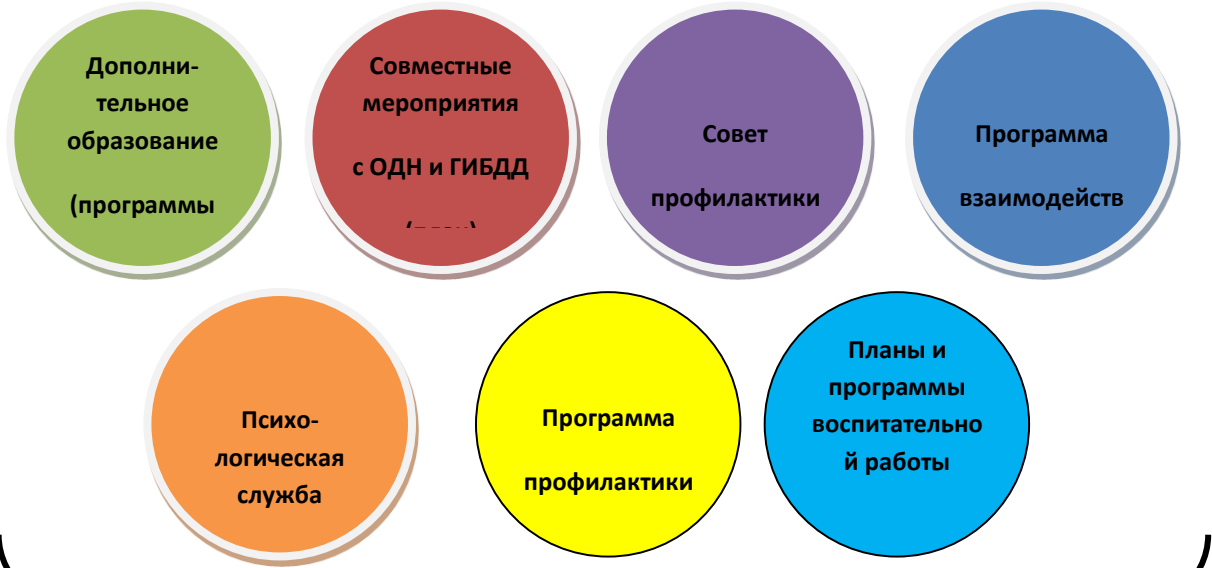 Дополни-
тельное
образование
(программы
Совместные
мероприятия
с ОДН и ГИБДД
Совет
профилактики
Программа
взаимодейств
Психо-
логическая
служба
Программа
профилактики
Планы и
программы
воспитательно
й работы